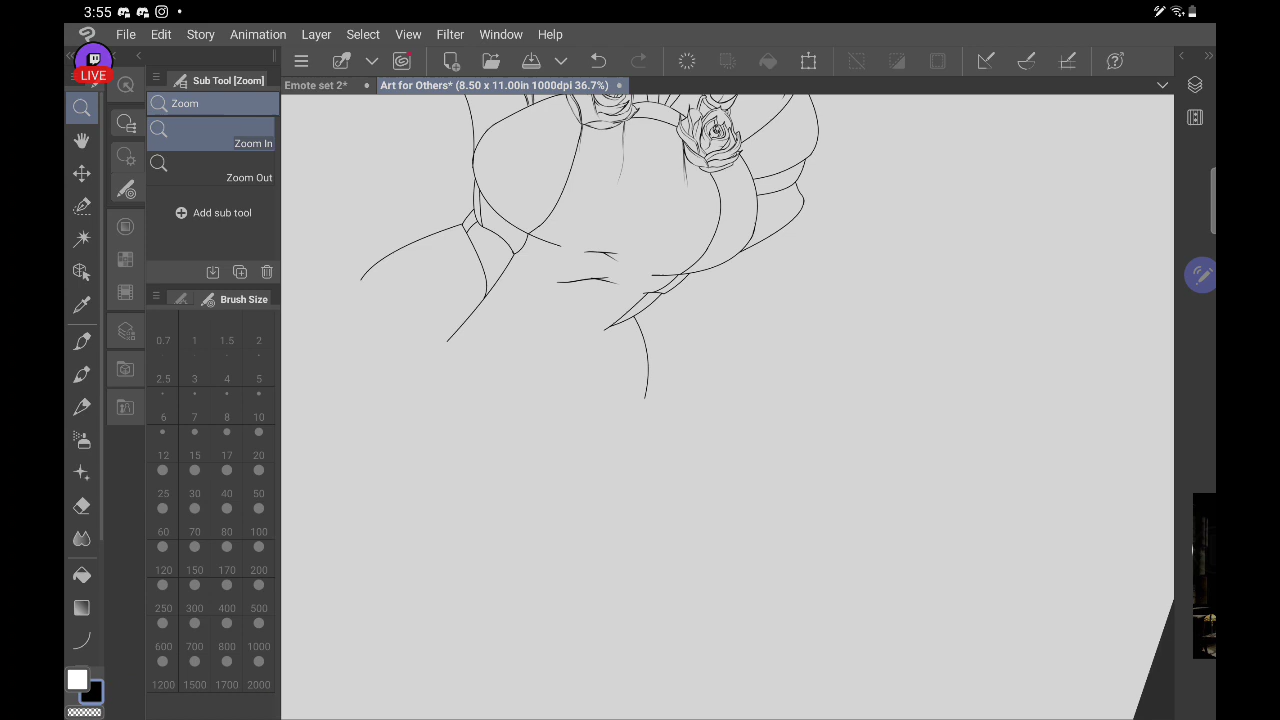 3:55
File Edit Story Animation Layer Select View Filter Window Help
LIVE
Sub Tool [Zoom]
Emote set 2*
Art for Others* (8.50 x 11.00in 1000dpi 36.7%)
Zoom
Zoom In
Zoom Out
Add sub tool
Brush Size
0.7 1 1.5 2
2.5 3 4 5
6 7 8 10
12 15 17 20
25 30 40 50
60 70 80 100
120 150 170 200
250 300 400 500
600 700 800 1000
1200 1500 1700 2000